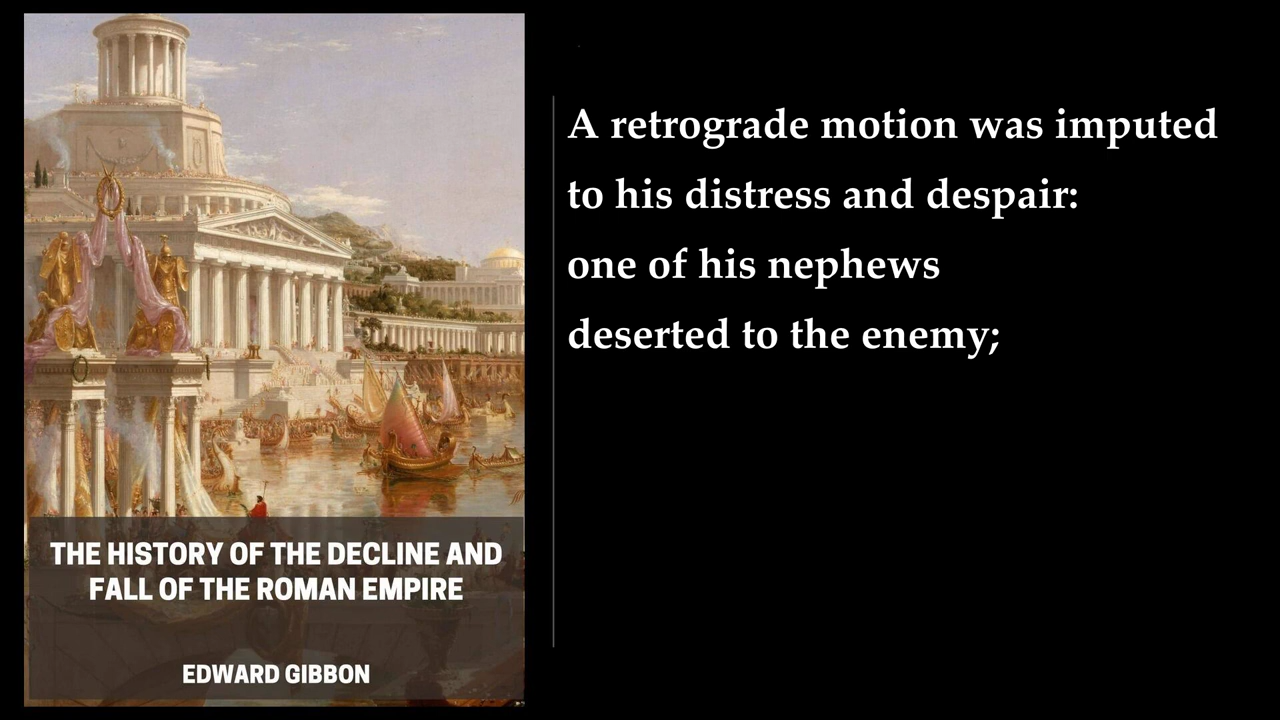 A retrograde motion was imputed
to his distress and despair:
one of his nephews
deserted to the enemy;
THE HISTORY OF THE DECLINE AND
FALL OF THE ROMAN EMPIRE
EDWARD GIBBON